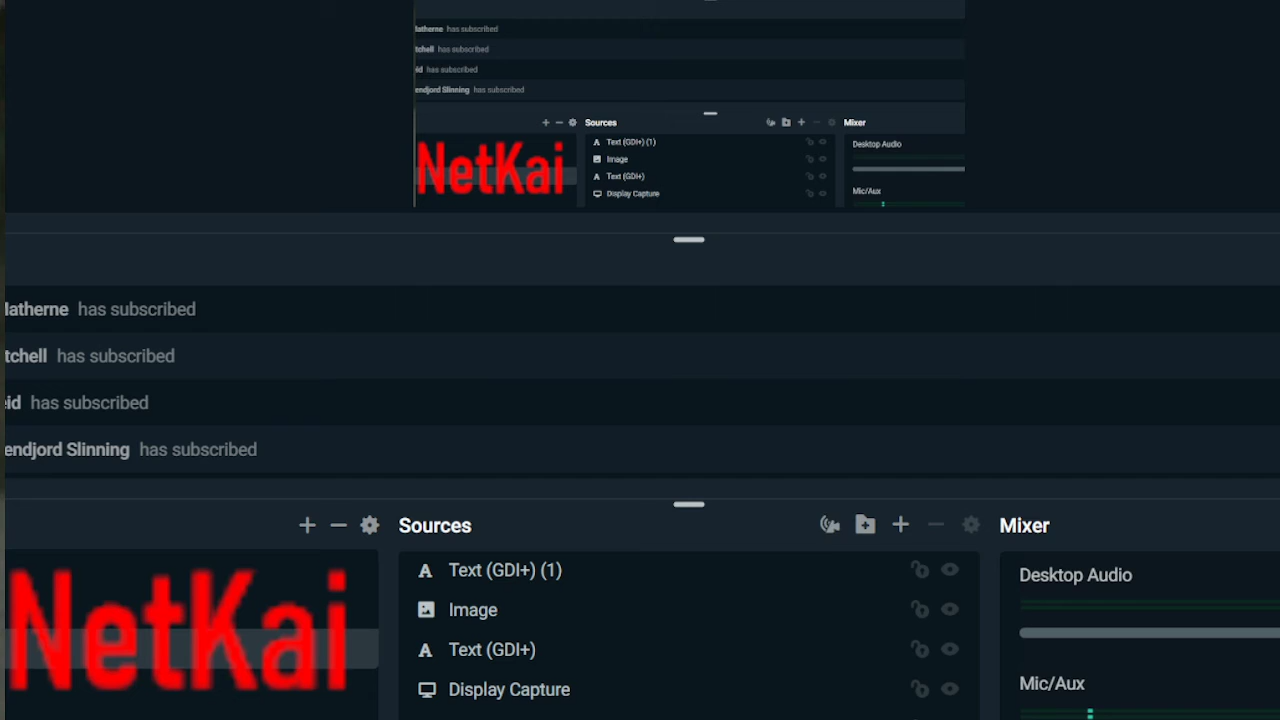 latherne has subscribed
tchell has subscribed
id has subscribed
endjord Slinning has subscribed
Sources
Mixer
Text (GDI+) (1)
Image
Text (GDI+)
Display Capture
Desktop Audio
Mic/Aux
NetKai
latherne has subscribed
tchell has subscribed
eid has subscribed
endjord Slinning has subscribed
Sources
Mixer
Text (GDI+) (1)
Image
Text (GDI+)
Display Capture
Desktop Audio
Mic/Aux
NetKai